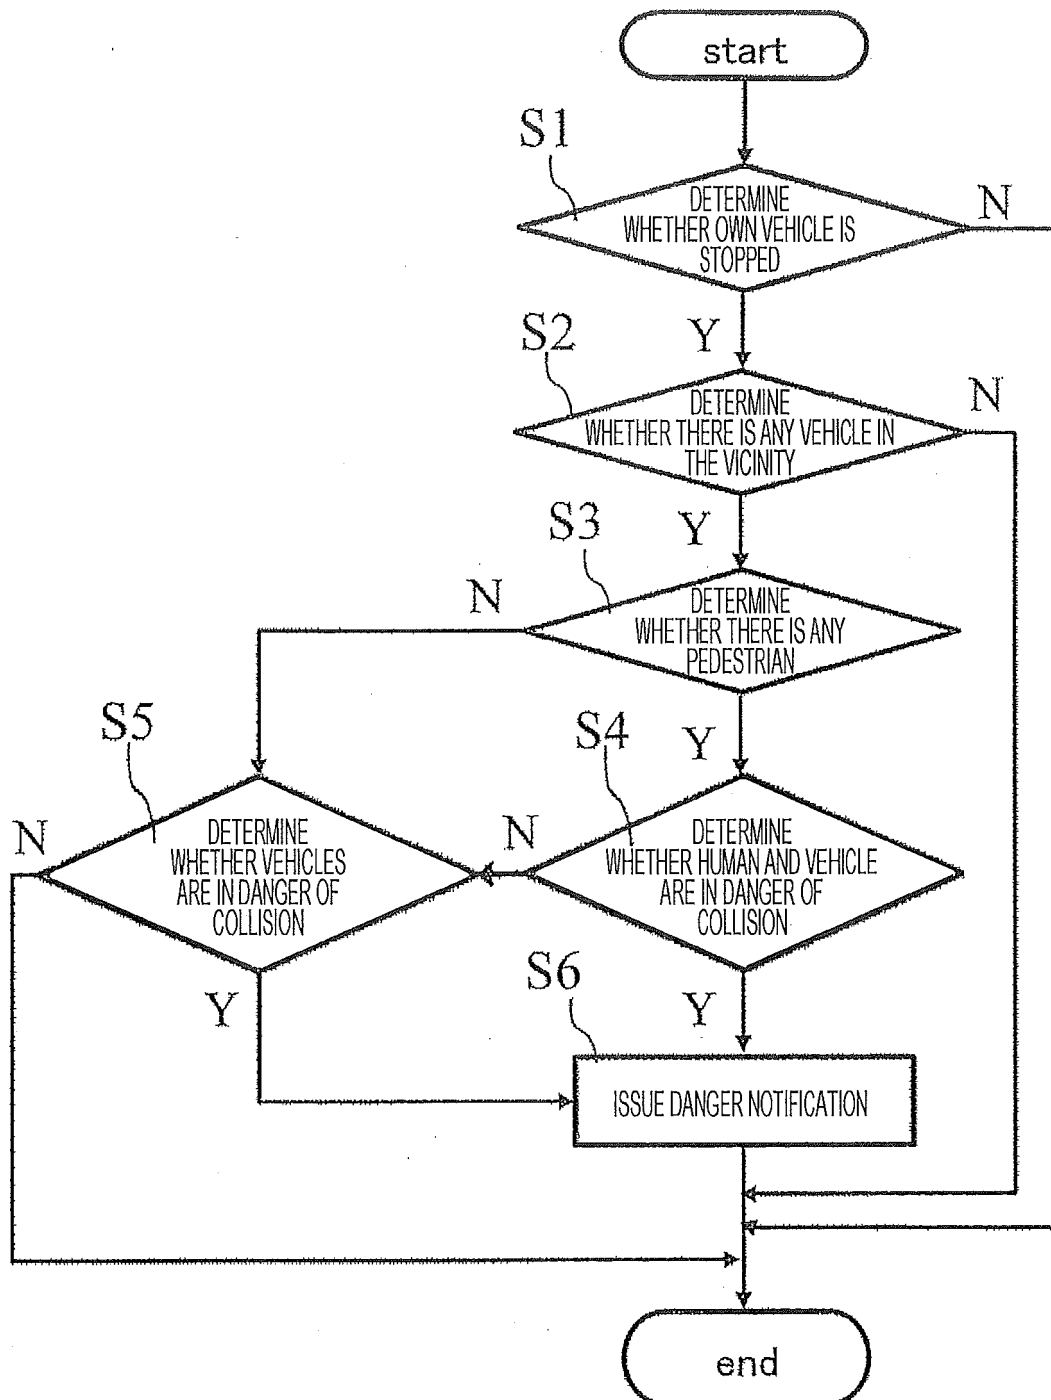 start
S1
DETERMINE
WHETHER OWN VEHICLE IS
STOPPED
N
Y
S2
DETERMINE
WHETHER THERE IS ANY VEHICLE IN
THE VICINITY
N
Y
S3
DETERMINE
WHETHER THERE IS ANY
PEDESTRIAN
N
Y
S4
DETERMINE
WHETHER HUMAN AND VEHICLE
ARE IN DANGER OF
COLLISION
N
Y
S5
DETERMINE
WHETHER VEHICLES
ARE IN DANGER OF
COLLISION
N
Y
S6
ISSUE DANGER NOTIFICATION
end